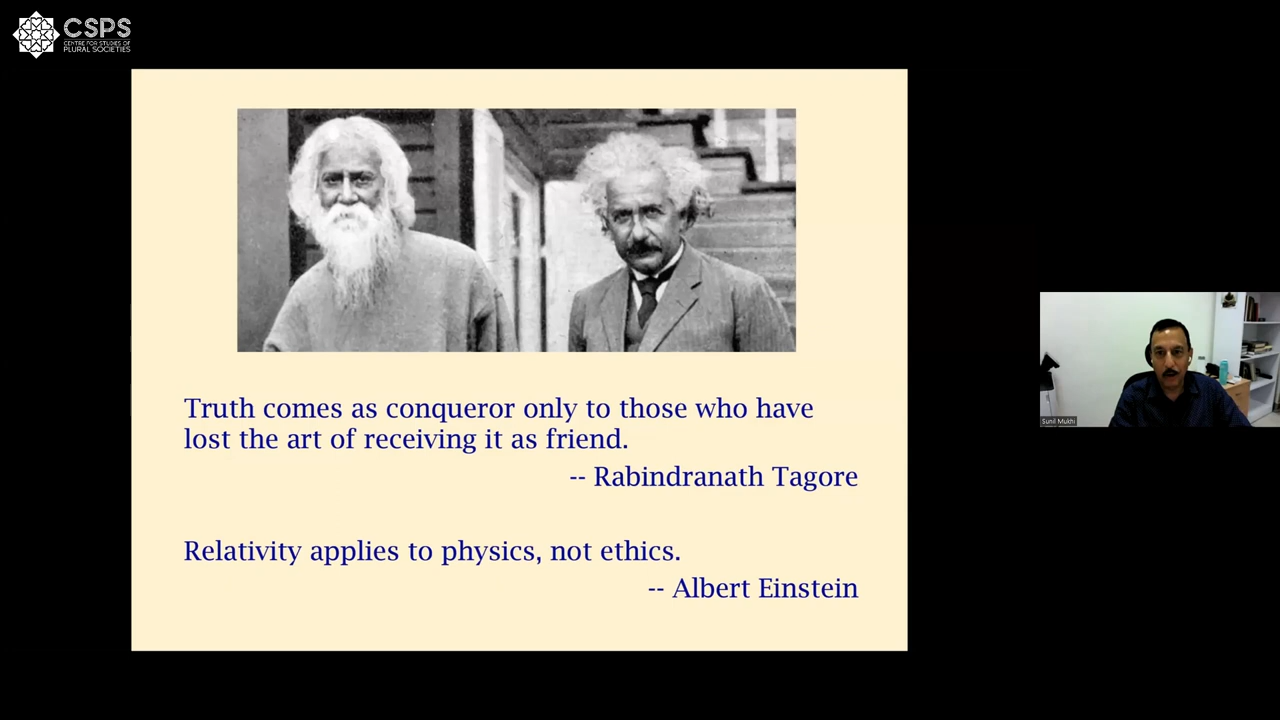 CSPS
CENTRE FOR STUDIES OF
PLURAL SOCIETIES
Truth comes as conqueror only to those who have
lost the art of receiving it as friend.
-- Rabindranath Tagore
Relativity applies to physics, not ethics.
-- Albert Einstein
Sunil Mukhi